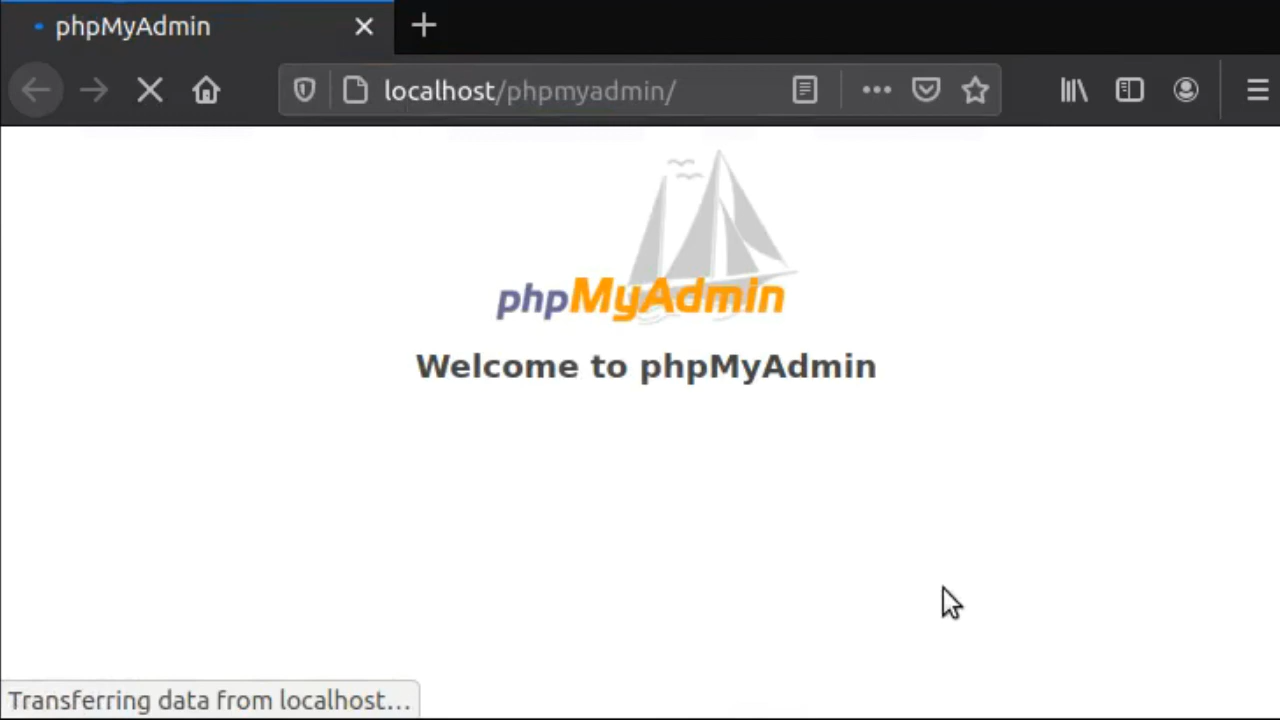 phpMyAdmin
localhost/phpmyadmin/
phpMyAdmin
Welcome to phpMyAdmin
Transferring data from localhost...